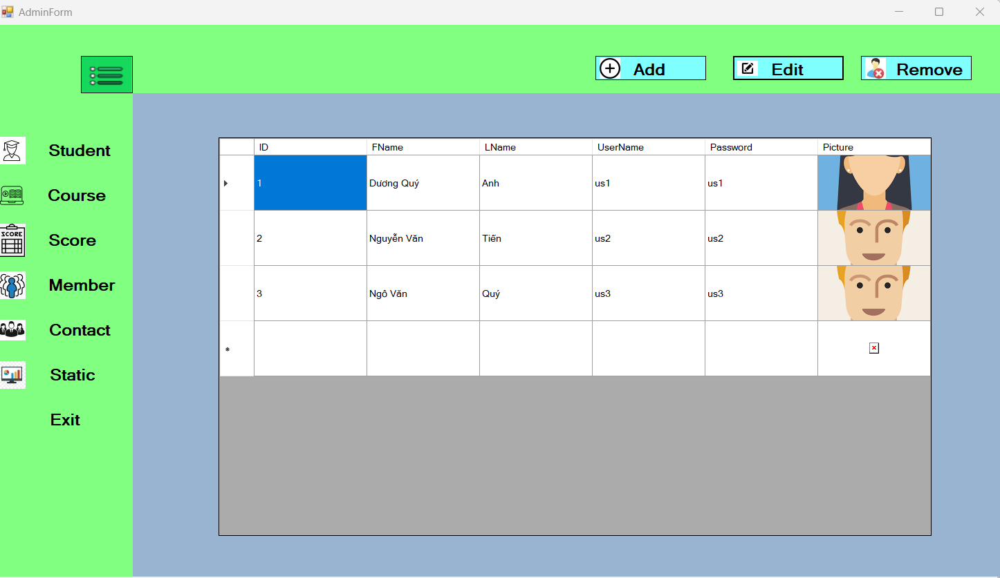 AdminForm
Add Edit Remove
Student
Course
SCORE Score
Member
Contact
Static
Exit
ID FName LName UserName Password Picture
1 Dương Quý Anh us1 us1
2 Nguyễn Văn Tiến us2 us2
3 Ngô Văn Quý us3 us3